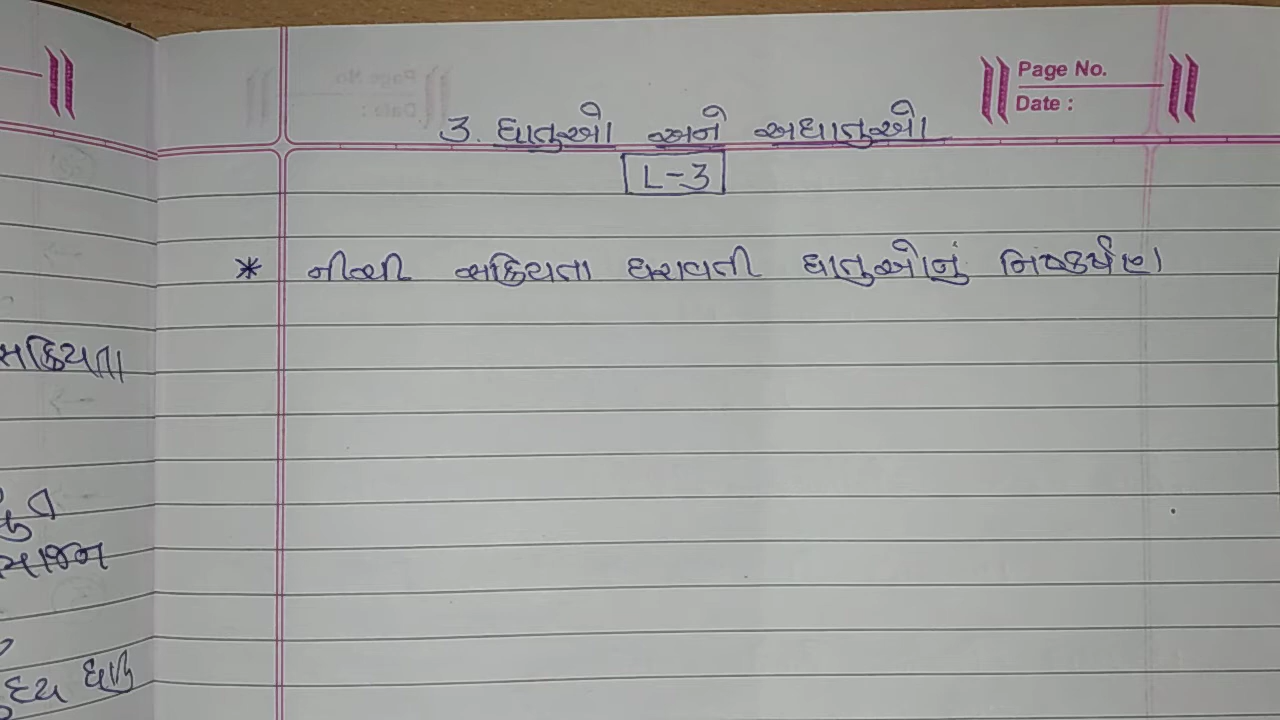 Page No.
Date :
3. ધાતુઓ અને અધાતુઓ
L-3
* નીચી સક્રિયતા ધરાવતી ધાતુઓનું નિષ્કર્ષણ
સક્રિયતા